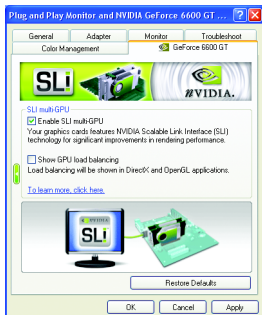 Plug and Play Monitor and NVIDIA GeForce 6600 GT ...
General
Adapter
Monitor
Troubleshoot
Color Management
GeForce 6600 GT
SLI
NVIDIA.
SLI multi-GPU
Enable SLI multi-GPU
Your graphics cards features NVIDIA Scalable Link Interface (SLI)
technology for significant improvements in rendering performance.
Show GPU load balancing
Load balancing will be shown in DirectX and OpenGL applications.
To learn more, click here.
NVIDIA
SLI
Restore Defaults
OK
Cancel
Apply